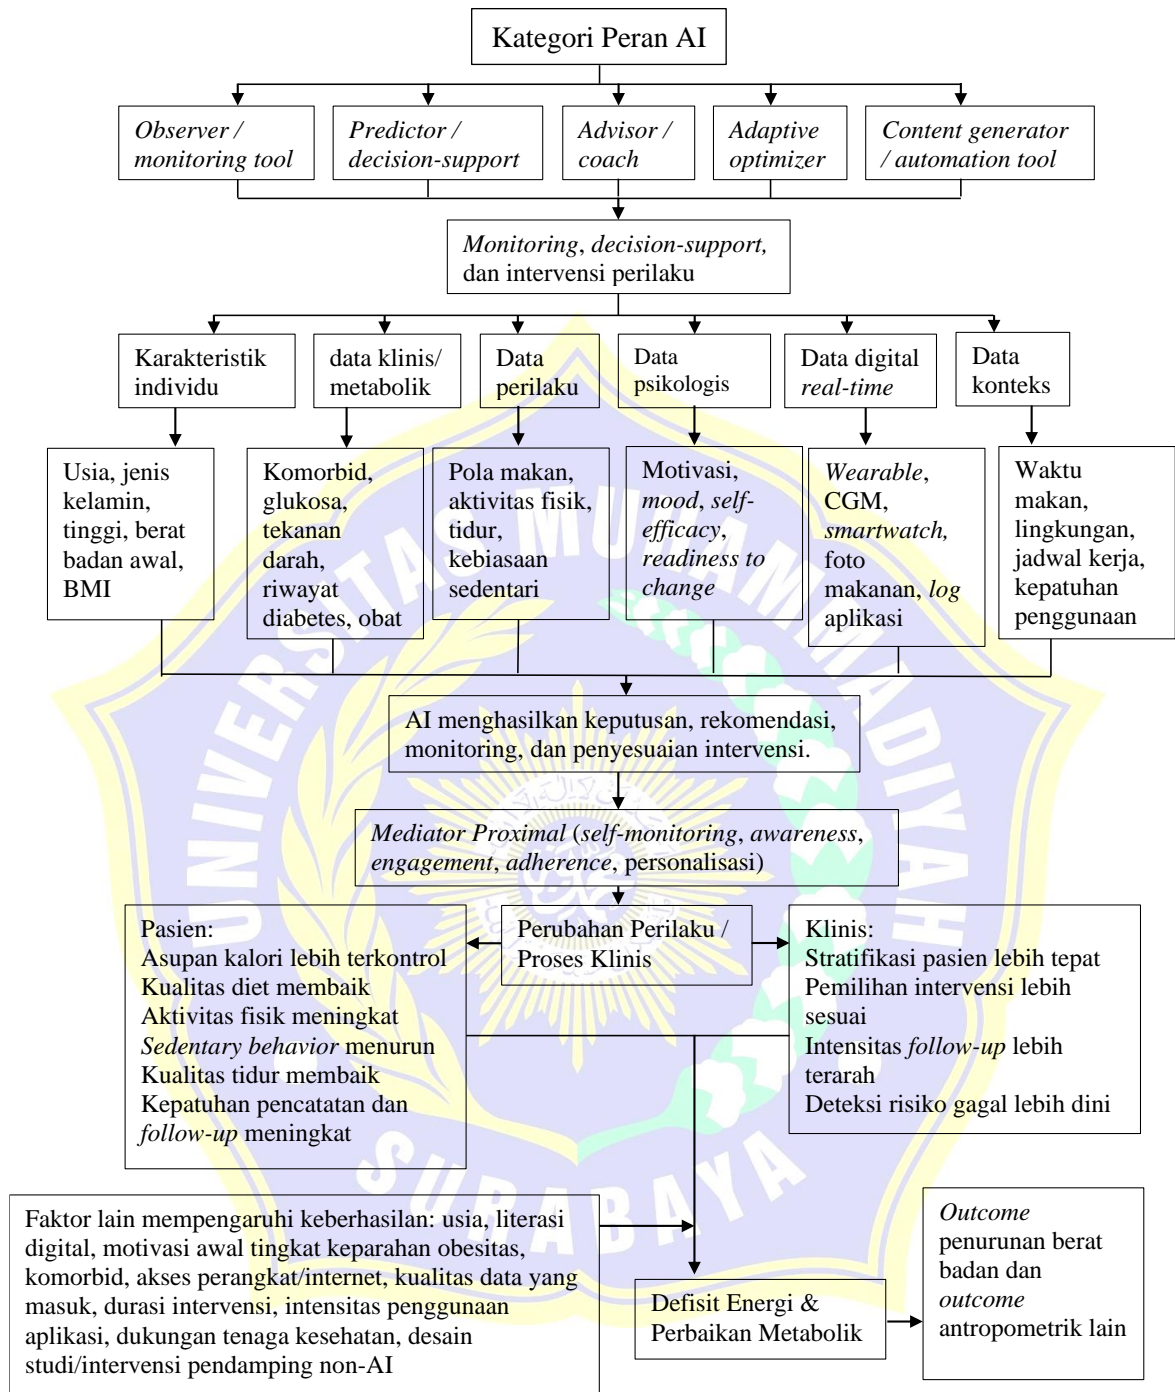 Kategori Peran AI
Observer /
monitoring tool
Predictor /
decision-support
Advisor /
coach
Adaptive
optimizer
Content generator
/ automation tool
Monitoring, decision-support,
dan intervensi perilaku
Karakteristik
individu
data klinis/
metabolik
Data
perilaku
Data
psikologis
Data digital
real-time
Data
konteks
Usia, jenis
kelamin,
tinggi, berat
badan awal,
BMI
Komorbid,
glukosa,
tekanan
darah,
riwayat
diabetes, obat
Pola makan,
aktivitas fisik,
tidur,
kebiasaan
sedentari
Motivasi,
mood, self-
efficacy,
readiness to
change
Wearable,
CGM,
smartwatch,
foto
makanan, log
aplikasi
Waktu
makan,
lingkungan,
jadwal kerja,
kepatuhan
penggunaan
AI menghasilkan keputusan, rekomendasi,
monitoring, dan penyesuaian intervensi.
Mediator Proximal (self-monitoring, awareness,
engagement, adherence, personalisasi)
Perubahan Perilaku /
Proses Klinis
Pasien:
Asupan kalori lebih terkontrol
Kualitas diet membaik
Aktivitas fisik meningkat
Sedentary behavior menurun
Kualitas tidur membaik
Kepatuhan pencatatan dan
follow-up meningkat
Klinis:
Stratifikasi pasien lebih tepat
Pemilihan intervensi lebih
sesuai
Intensitas follow-up lebih
terarah
Deteksi risiko gagal lebih dini
Faktor lain mempengaruhi keberhasilan: usia, literasi
digital, motivasi awal tingkat keparahan obesitas,
komorbid, akses perangkat/internet, kualitas data yang
masuk, durasi intervensi, intensitas penggunaan
aplikasi, dukungan tenaga kesehatan, desain
studi/intervensi pendamping non-AI
Defisit Energi &
Perbaikan Metabolik
Outcome
penurunan berat
badan dan
outcome
antropometrik lain
UNIVERSITAS MUHAMMADIYAH
SURABAYA